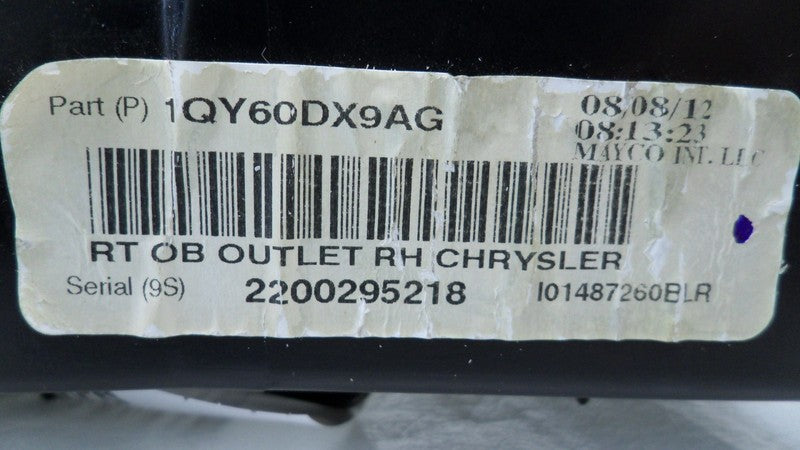 Part (P) 1QY60DX9AG
08/08/12
08:13:23
MAYCO INT. LLC
RT OB OUTLET RH CHRYSLER
Serial (9S) 2200295218 I01487260BLR